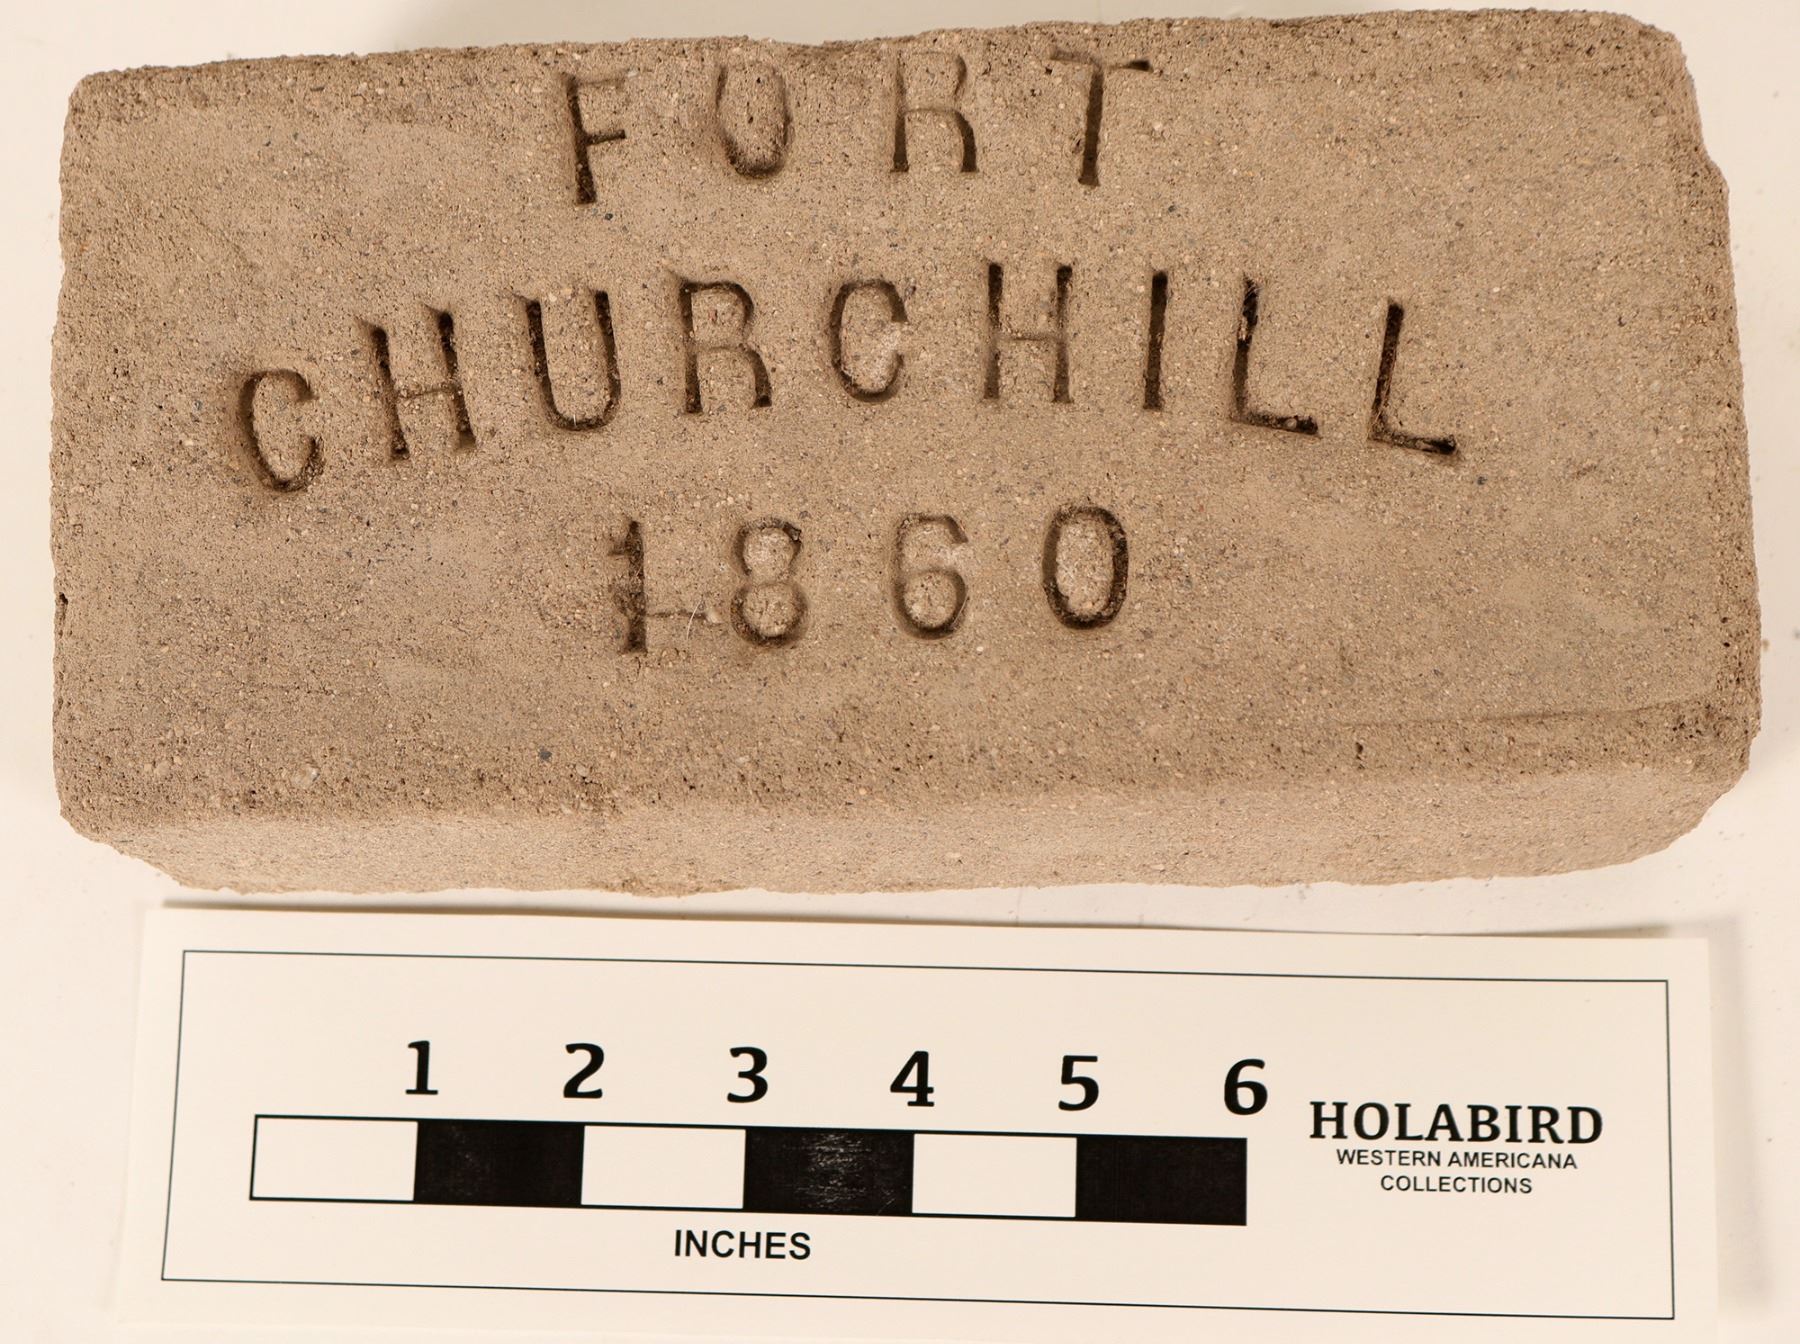 FORT
CHURCHILL
1860
1 2 3 4 5 6
INCHES
HOLABIRD
WESTERN AMERICANA
COLLECTIONS